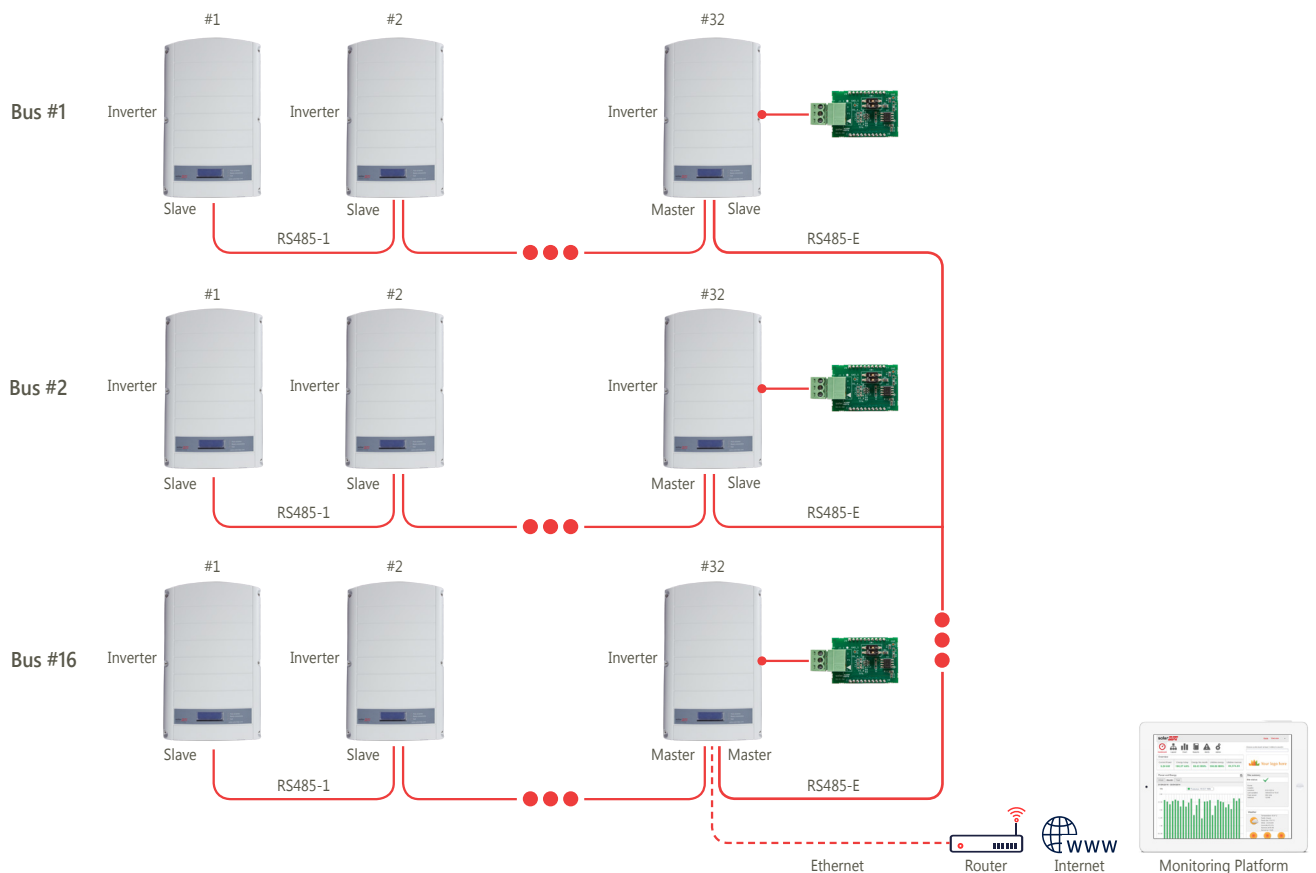 #1 #2 #32
Bus #1 Inverter Inverter Inverter
Slave Slave Master Slave
RS485-1 RS485-E
#1 #2 #32
Bus #2 Inverter Inverter Inverter
Slave Slave Master Slave
RS485-1 RS485-E
#1 #2 #32
Bus #16 Inverter Inverter Inverter
Slave Slave Master Master
RS485-1 RS485-E
www
Ethernet Router Internet Monitoring Platform